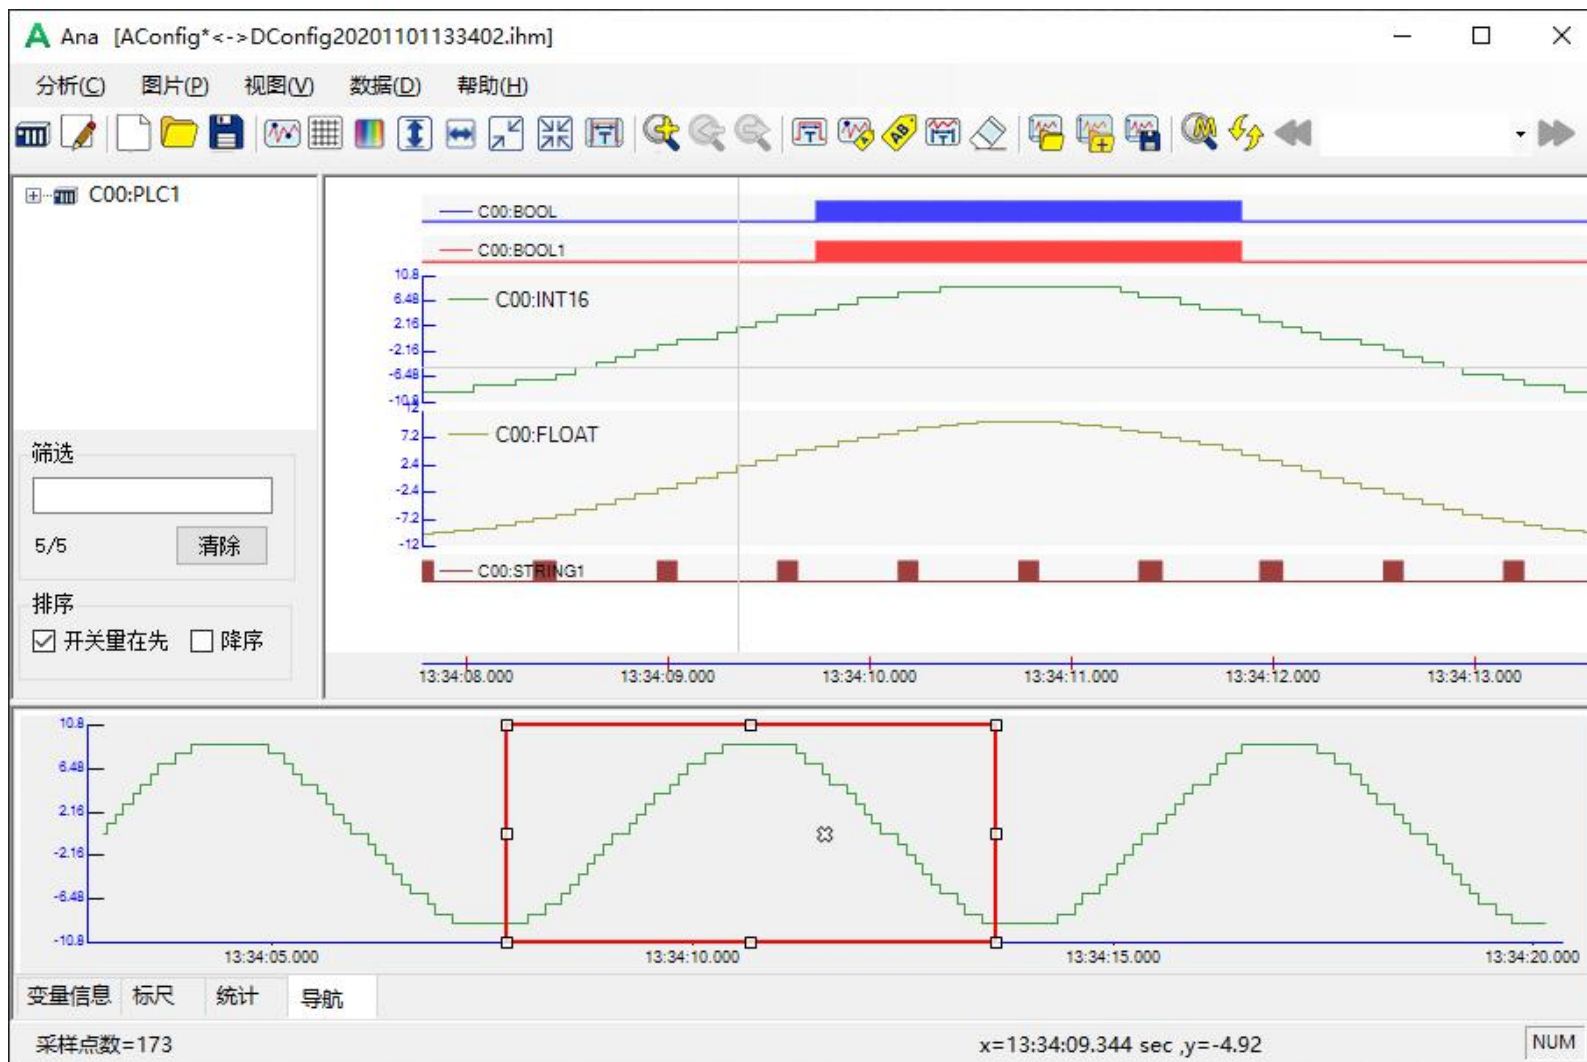 Ana [AConfig*<->DConfig20201101133402.ihm]
分析(C) 图片(P) 视图(V) 数据(D) 帮助(H)
AB
C00:PLC1
筛选
5/5 清除
排序
开关量在先 降序
C00:BOOL
C00:BOOL1
10.8
6.48
2.16
-2.16
-6.48
-10.8
C00:INT16
12
7.2
2.4
-2.4
-7.2
-12
C00:FLOAT
C00:STRING1
13:34:08.000 13:34:09.000 13:34:10.000 13:34:11.000 13:34:12.000 13:34:13.000
10.8
6.48
2.16
-2.16
-6.48
-10.8
13:34:05.000 13:34:10.000 13:34:15.000 13:34:20.000
变量信息 标尺 统计 导航
采样点数=173 x=13:34:09.344 sec ,y=-4.92 NUM